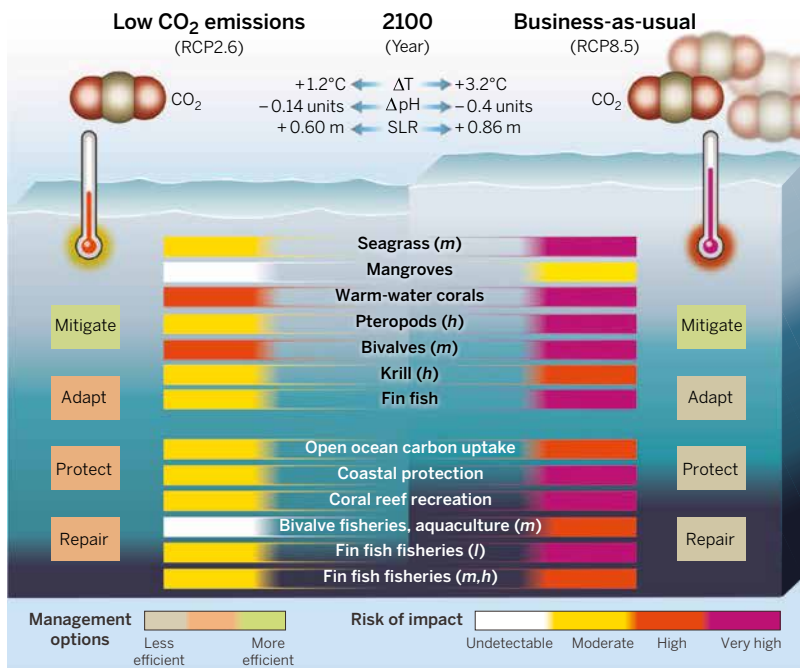 Low CO₂ emissions
(RCP2.6)
2100
(Year)
Business-as-usual
(RCP8.5)
CO₂
CO₂
+1.2°C ΔT +3.2°C
–0.14 units ΔpH –0.4 units
+0.60 m SLR +0.86 m
Seagrass (m)
Mangroves
Warm-water corals
Pteropods (h)
Bivalves (m)
Krill (h)
Fin fish
Open ocean carbon uptake
Coastal protection
Coral reef recreation
Bivalve fisheries, aquaculture (m)
Fin fish fisheries (l)
Fin fish fisheries (m,h)
Mitigate
Adapt
Protect
Repair
Mitigate
Adapt
Protect
Repair
Management
options
Less
efficient
More
efficient
Risk of impact
Undetectable Moderate High Very high